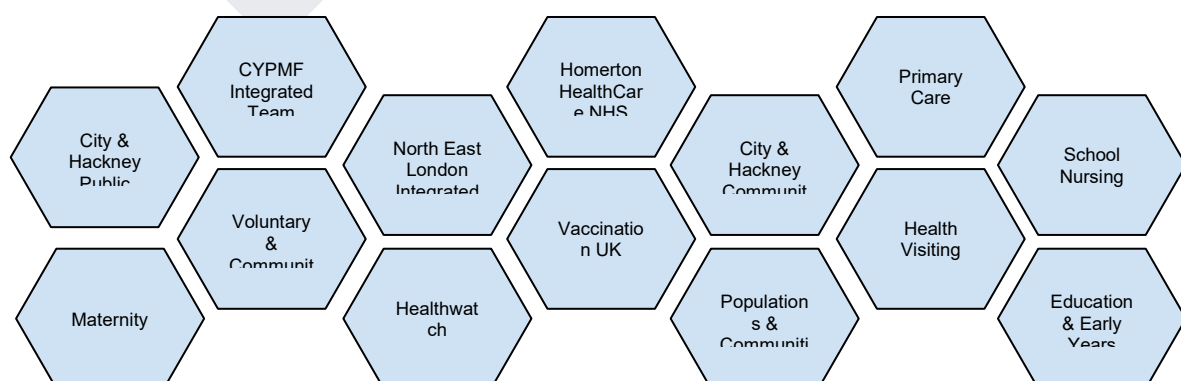 CYPMF
Integrated
Team
Homerton
HealthCar
e NHS
Primary
Care
City &
Hackney
Public
North East
London
Integrated
City &
Hackney
Communit
School
Nursing
Voluntary
&
Communit
Vaccinatio
n UK
Health
Visiting
Maternity
Healthwat
ch
Population
s &
Communiti
Education
& Early
Years